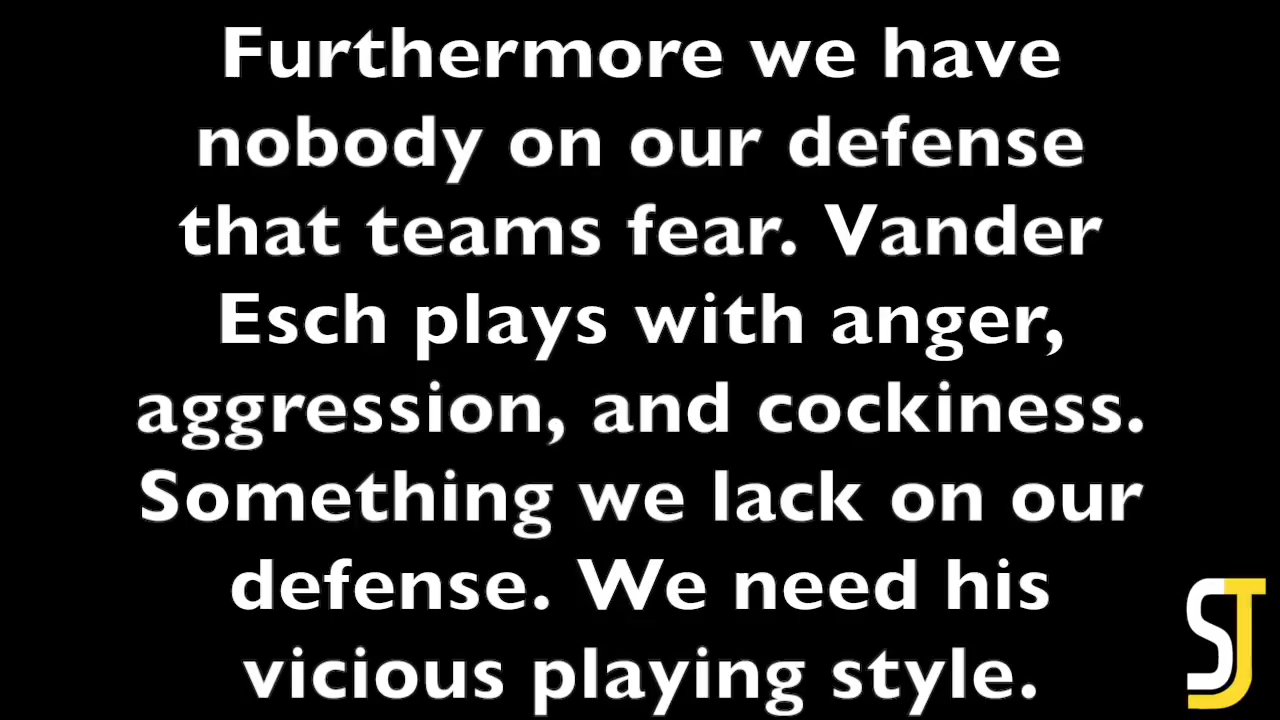 Furthermore we have
nobody on our defense
that teams fear. Vander
Esch plays with anger,
aggression, and cockiness.
Something we lack on our
defense. We need his
vicious playing style.
SJ